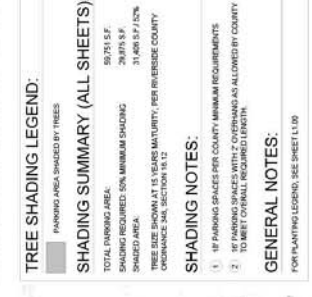 TREE SHADING LEGEND:
PARKING AREA SHADED BY TREES
SHADING SUMMARY (ALL SHEETS)
TOTAL PARKING AREA: 59,751 S.F.
SHADING REQUIRED: 50% MINIMUM SHADING 29,875 S.F.
SHADED AREA: 31,406 S.F / 52%
TREE SIZE SHOWN AT 15 YEARS MATURITY, PER RIVERSIDE COUNTY
ORDINANCE 348, SECTION 18.12
SHADING NOTES:
1 18' PARKING SPACES PER COUNTY MINIMUM REQUIREMENTS
2 16' PARKING SPACES WITH 2' OVERHANG AS ALLOWED BY COUNTY
TO MEET OVERALL REQUIRED LENGTH.
GENERAL NOTES:
FOR PLANTING LEGEND, SEE SHEET L1.00